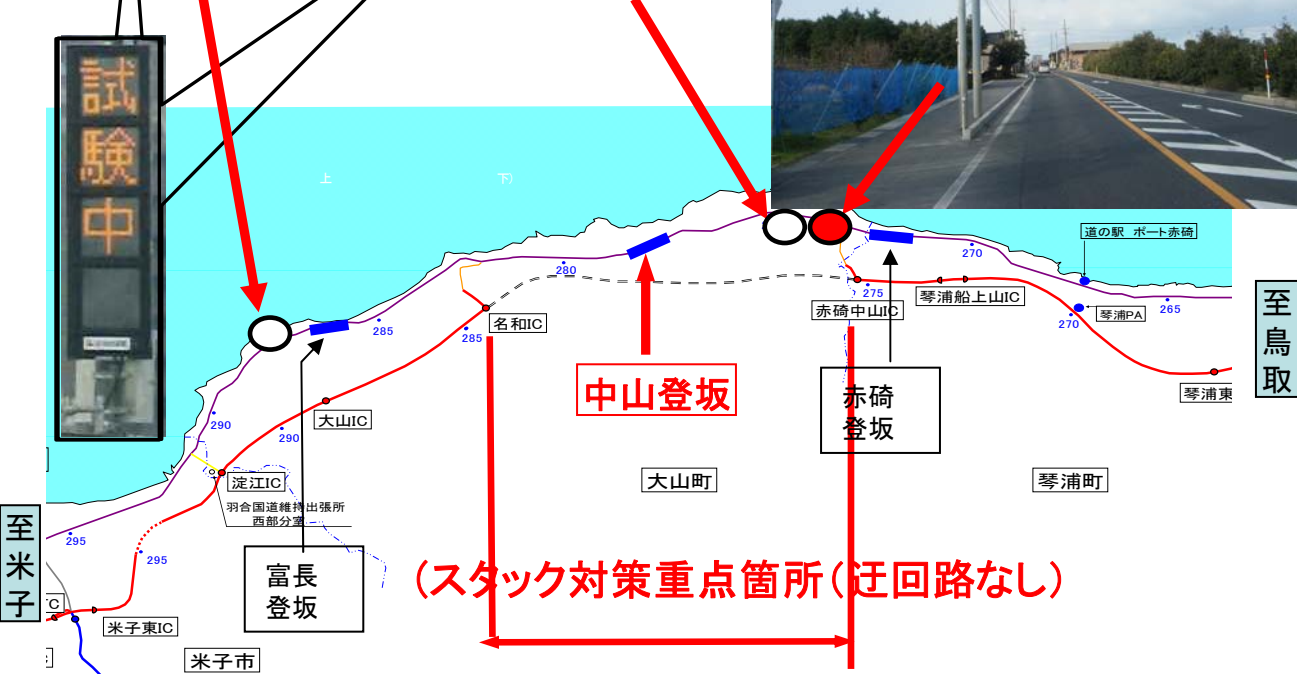 試
験
中
上
下)
道の駅 ポート赤碕
270
280
275
琴浦船上山IC
赤碕中山IC
琴浦PA
265
270
至
鳥
取
285
名和IC
285
中山登坂
赤碕
登坂
琴浦東
大山IC
290
290
淀江IC
大山町
琴浦町
羽合国道維持出張所
西部分室
至
米
子
295
295
富長
登坂
(スタック対策重点箇所(迂回路なし)
米子東IC
米子市